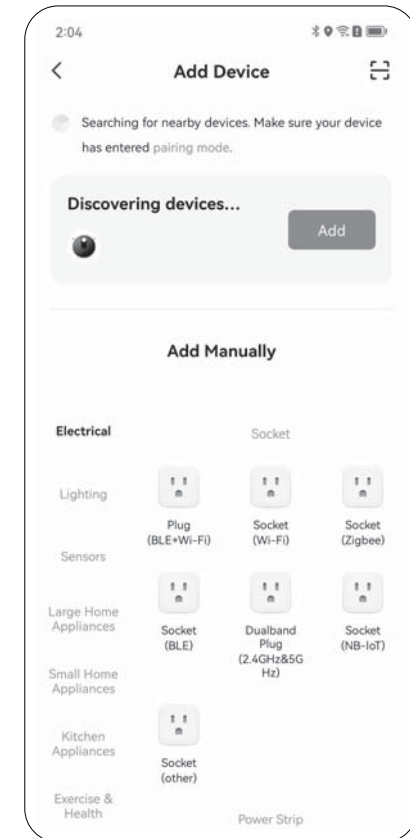 2:04
Add Device
Searching for nearby devices. Make sure your device
has entered pairing mode.
Discovering devices...
Add
Add Manually
Electrical
Socket
Lighting
Plug
(BLE+Wi-Fi)
Socket
(Wi-Fi)
Socket
(Zigbee)
Sensors
Large Home
Appliances
Socket
(BLE)
Dualband
Plug
(2.4GHz&5G
Hz)
Socket
(NB-IoT)
Small Home
Appliances
Kitchen
Appliances
Socket
(other)
Exercise &
Health
Power Strip